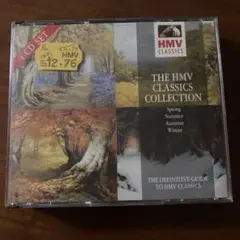 HMV
CLASSICS
4 CD SET
HMV
12-76
THE HMV
CLASSICS
COLLECTION
Spring
Summer
Autumn
Winter
THE DEFINITIVE GUIDE
TO HMV CLASSICS